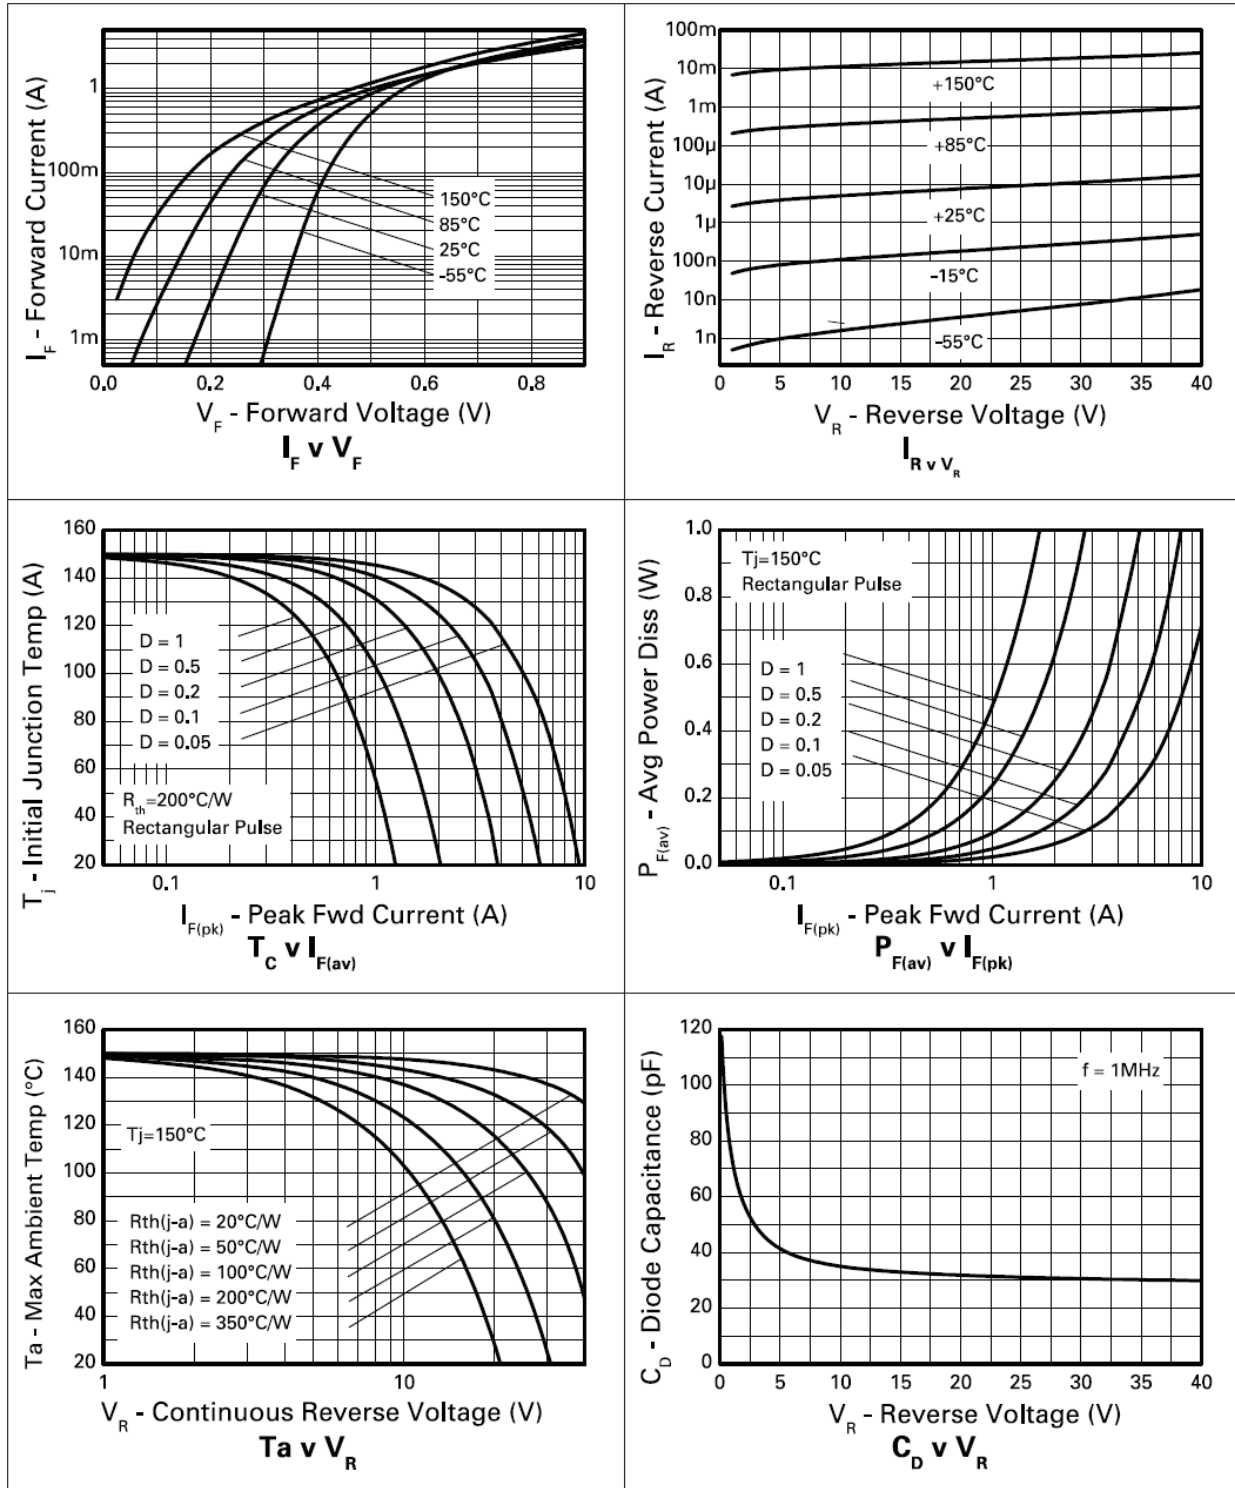 I_F - Forward Current (A)
1
100m
10m
1m
150°C
85°C
25°C
-55°C
0.0 0.2 0.4 0.6 0.8
V_F - Forward Voltage (V)
I_F v V_F
I_R - Reverse Current (A)
100m
10m
1m
100µ
10µ
1µ
100n
10n
1n
+150°C
+85°C
+25°C
-15°C
-55°C
0 5 10 15 20 25 30 35 40
V_R - Reverse Voltage (V)
I_R v V_R
T_j - Initial Junction Temp (A)
160
140
120
100
80
60
40
20
D = 1
D = 0.5
D = 0.2
D = 0.1
D = 0.05
R_th=200°C/W
Rectangular Pulse
0.1 1 10
I_F(pk) - Peak Fwd Current (A)
T_C v I_F(av)
P_F(av) - Avg Power Diss (W)
1.0
0.8
0.6
0.4
0.2
0.0
Tj=150°C
Rectangular Pulse
D = 1
D = 0.5
D = 0.2
D = 0.1
D = 0.05
0.1 1 10
I_F(pk) - Peak Fwd Current (A)
P_F(av) v I_F(pk)
Ta - Max Ambient Temp (°C)
160
140
120
100
80
60
40
20
Tj=150°C
Rth(j-a) = 20°C/W
Rth(j-a) = 50°C/W
Rth(j-a) = 100°C/W
Rth(j-a) = 200°C/W
Rth(j-a) = 350°C/W
1 10
V_R - Continuous Reverse Voltage (V)
Ta v V_R
C_D - Diode Capacitance (pF)
120
100
80
60
40
20
0
f = 1MHz
0 5 10 15 20 25 30 35 40
V_R - Reverse Voltage (V)
C_D v V_R